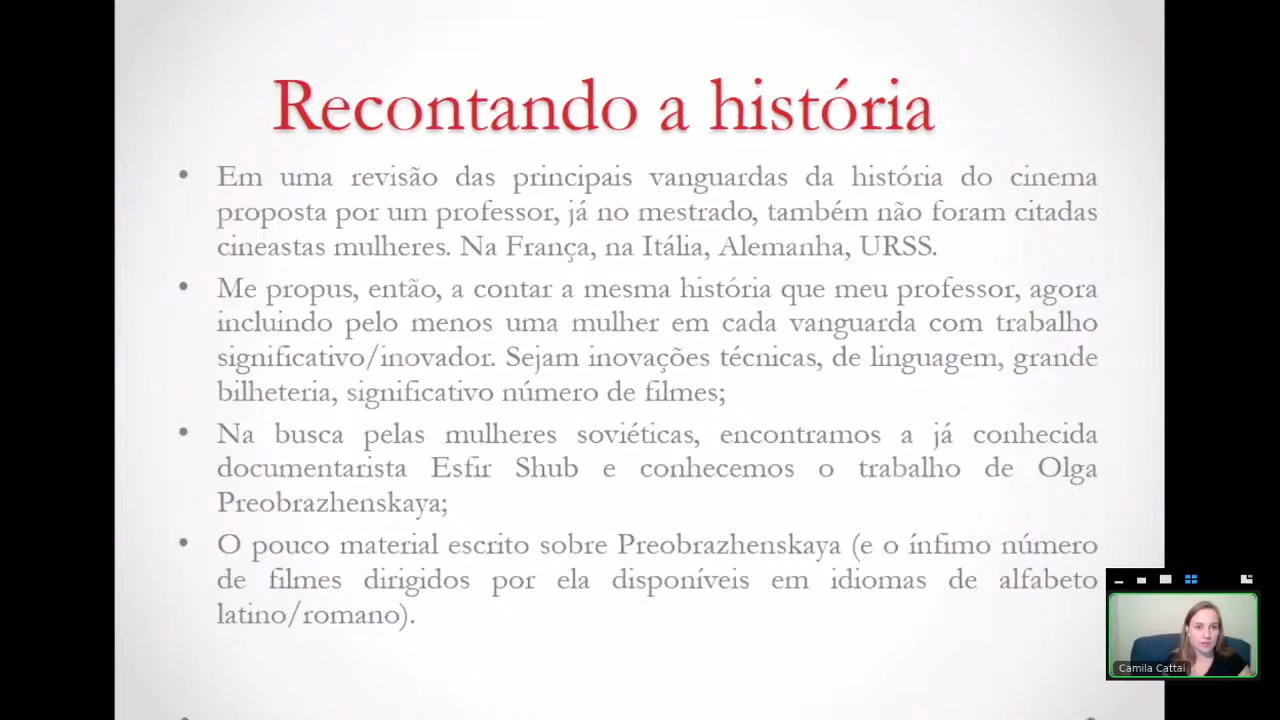 Recontando a história
• Em uma revisão das principais vanguardas da história do cinema
proposta por um professor, já no mestrado, também não foram citadas
cineastas mulheres. Na França, na Itália, Alemanha, URSS.
• Me propus, então, a contar a mesma história que meu professor, agora
incluindo pelo menos uma mulher em cada vanguarda com trabalho
significativo/inovador. Sejam inovações técnicas, de linguagem, grande
bilheteria, significativo número de filmes;
• Na busca pelas mulheres soviéticas, encontramos a já conhecida
documentarista Esfir Shub e conhecemos o trabalho de Olga
Preobrazhenskaya;
• O pouco material escrito sobre Preobrazhenskaya (e o ínfimo número
de filmes dirigidos por ela disponíveis em idiomas de alfabeto
latino/romano).
Camila Cattai